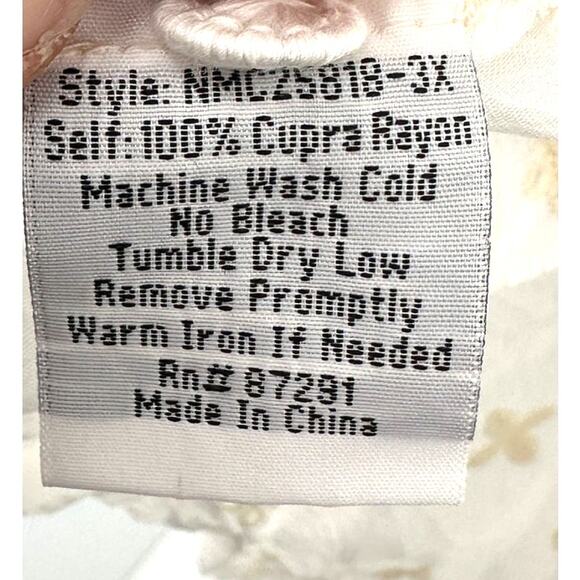 Style: NMC25818-3X
Self: 100% Cupra Rayon
Machine Wash Cold
No Bleach
Tumble Dry Low
Remove Promptly
Warm Iron If Needed
Rn# 87281
Made In China